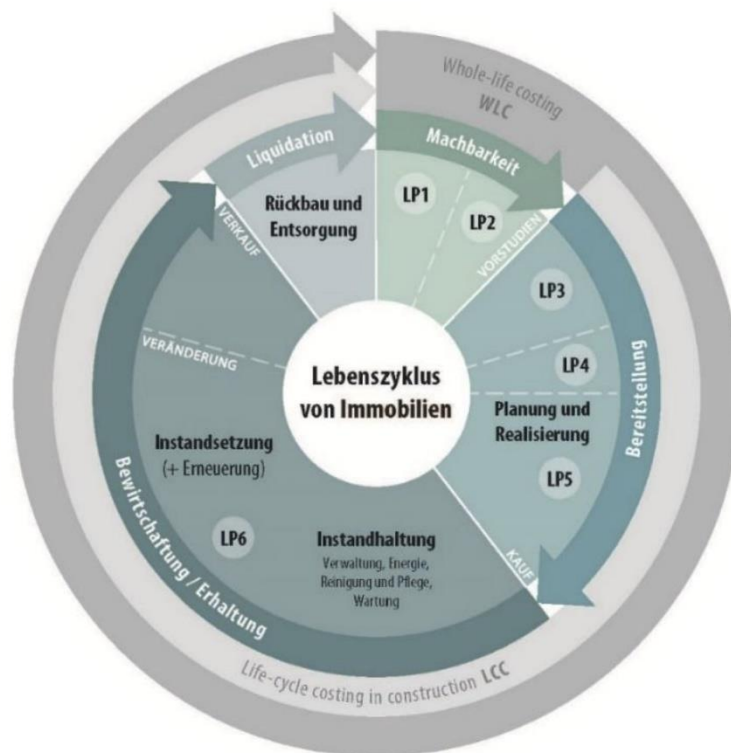 Whole-life costing
WLC
Machbarkeit
Liquidation
LP1
LP2
VORSTUDIEN
Rückbau und
Entsorgung
VERKAUF
LP3
LP4
Bereitstellung
Planung und
Realisierung
LP5
KAUF
Lebenszyklus
von Immobilien
VERÄNDERUNG
Instandsetzung
(+ Erneuerung)
LP6
Instandhaltung
Verwaltung, Energie,
Reinigung und Pflege,
Wartung
Bewirtschaftung / Erhaltung
Life-cycle costing in construction LCC